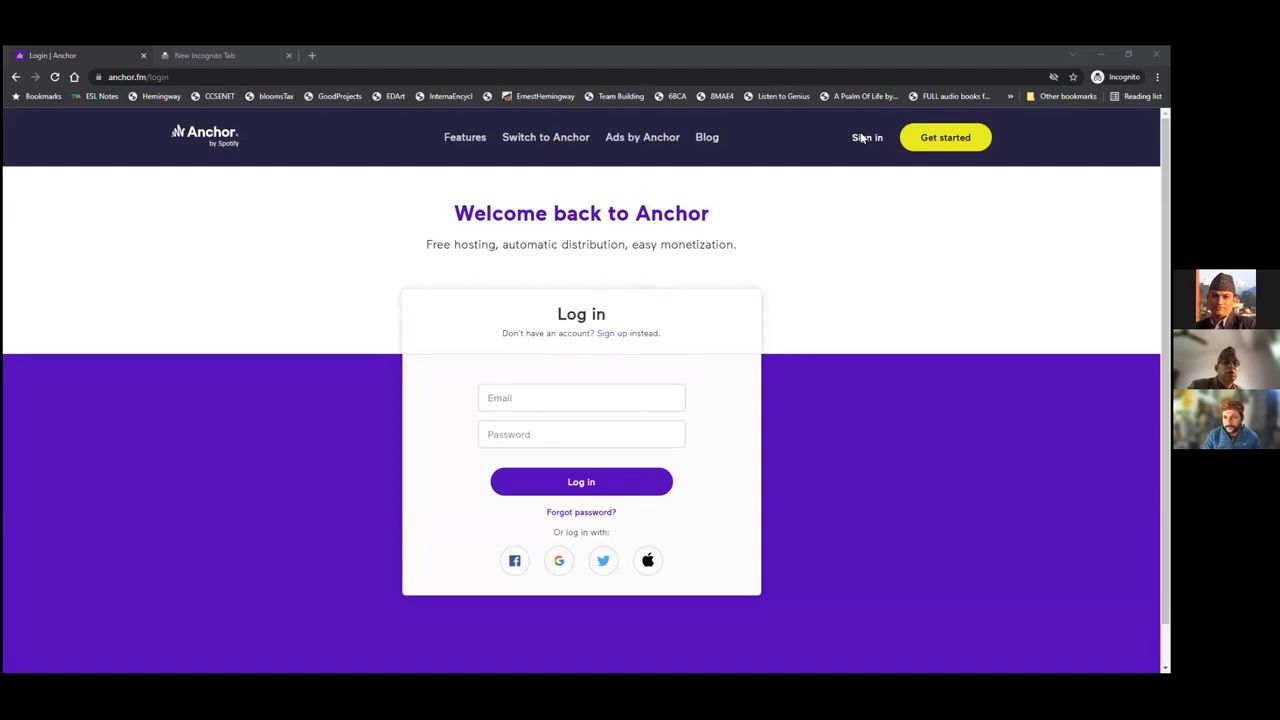 Login | Anchor
New Incognito Tab
anchor.fm/login
Incognito
Bookmarks
ESL Notes
Hemingway
CCSENET
bloomsTax
GoodProjects
EDArt
InternaEncycl
ErnestHemingway
Team Building
68CA
8MAE4
Listen to Genius
A Psalm Of Life by...
FULL audio books f...
»
Other bookmarks
Reading list
Anchor
by Spotify
Features
Switch to Anchor
Ads by Anchor
Blog
Sign in
Get started
Welcome back to Anchor
Free hosting, automatic distribution, easy monetization.
Log in
Don't have an account? Sign up instead.
Email
Password
Log in
Forgot password?
Or log in with: